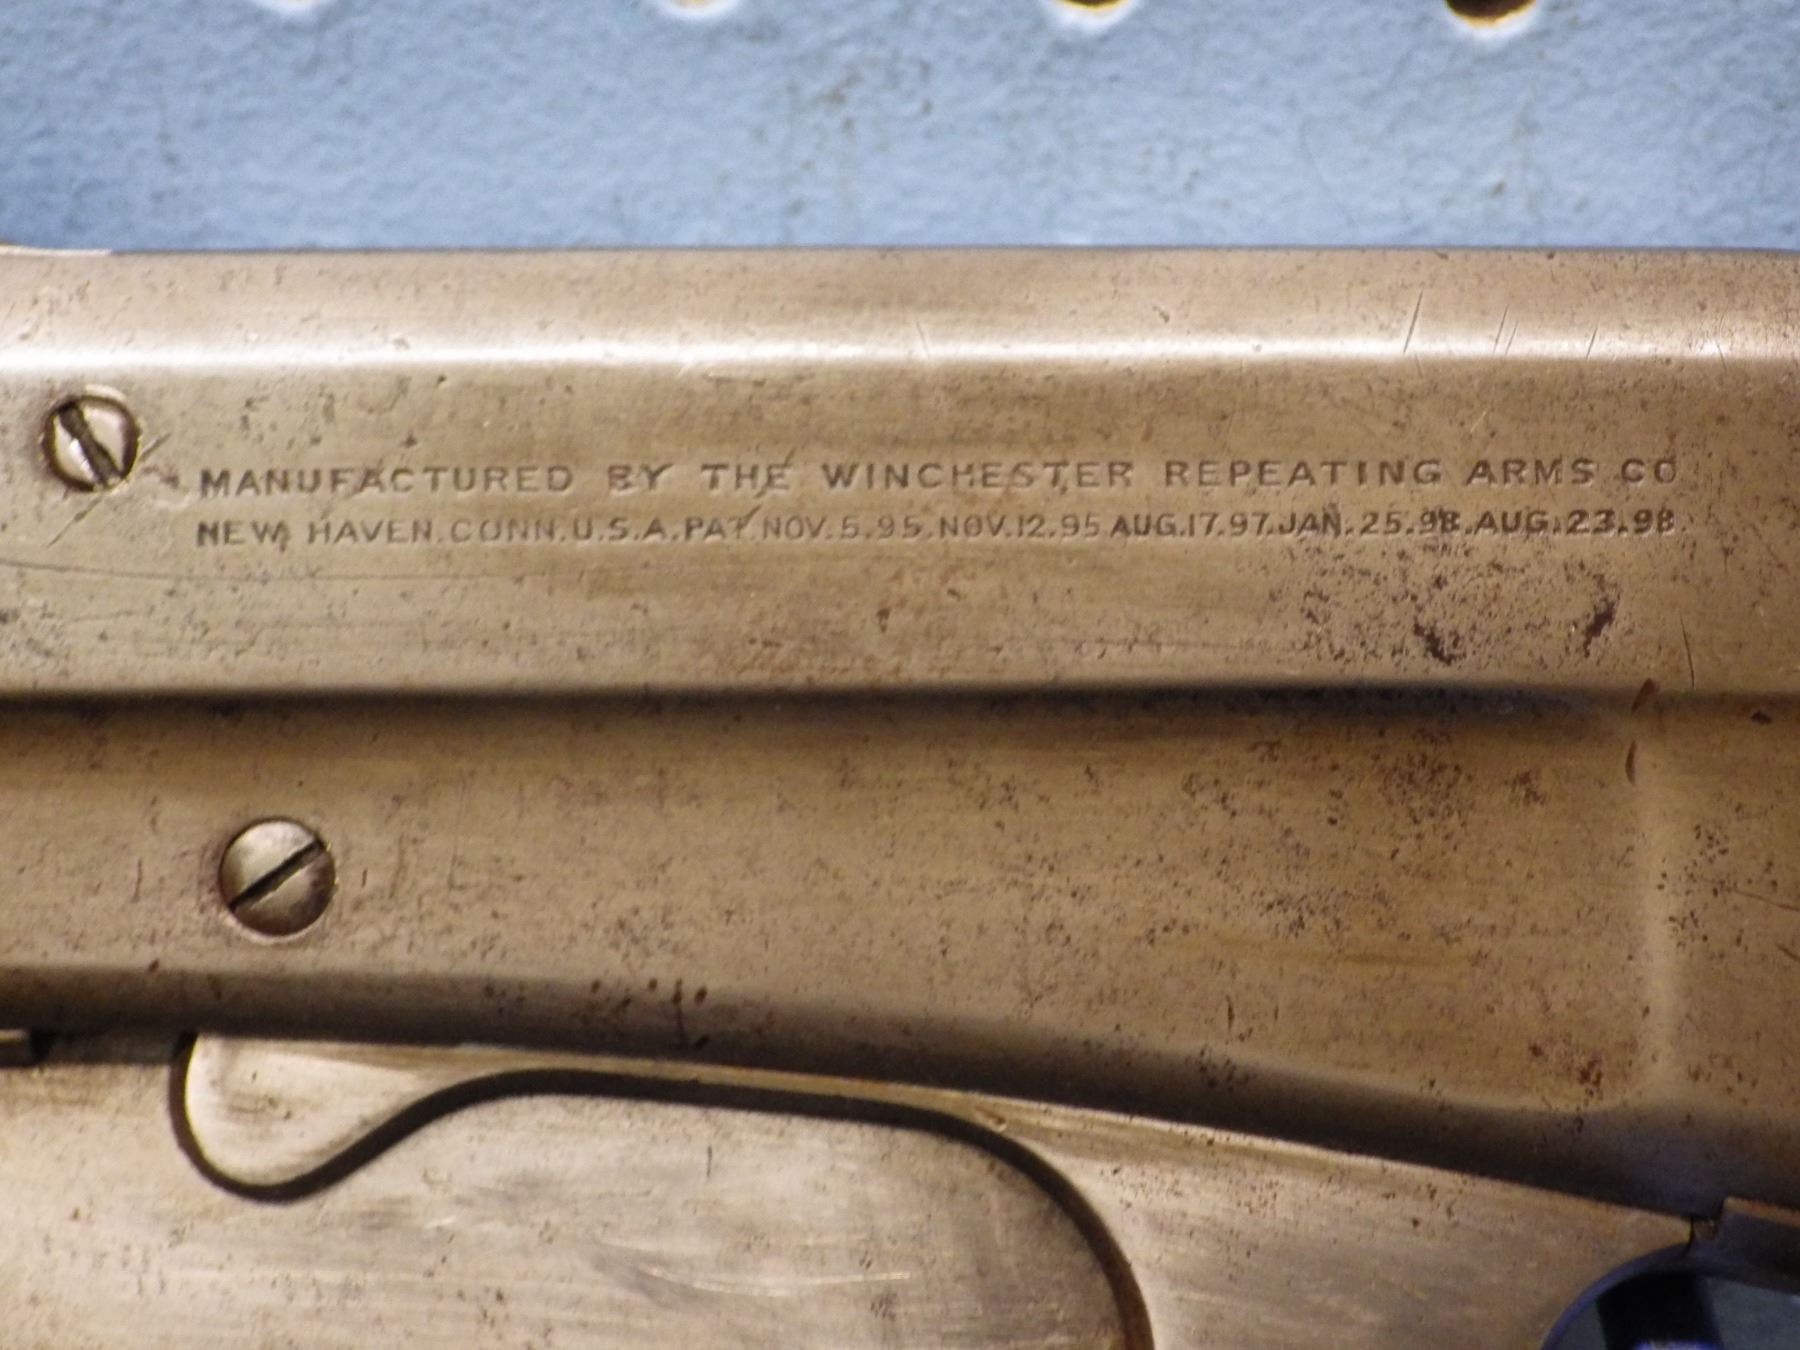 MANUFACTURED BY THE WINCHESTER REPEATING ARMS CO
NEW HAVEN.CONN.U.S.A.PAT NOV.5.95.NOV.12.95 AUG.17.97.JAN.25.98.AUG.23.98.